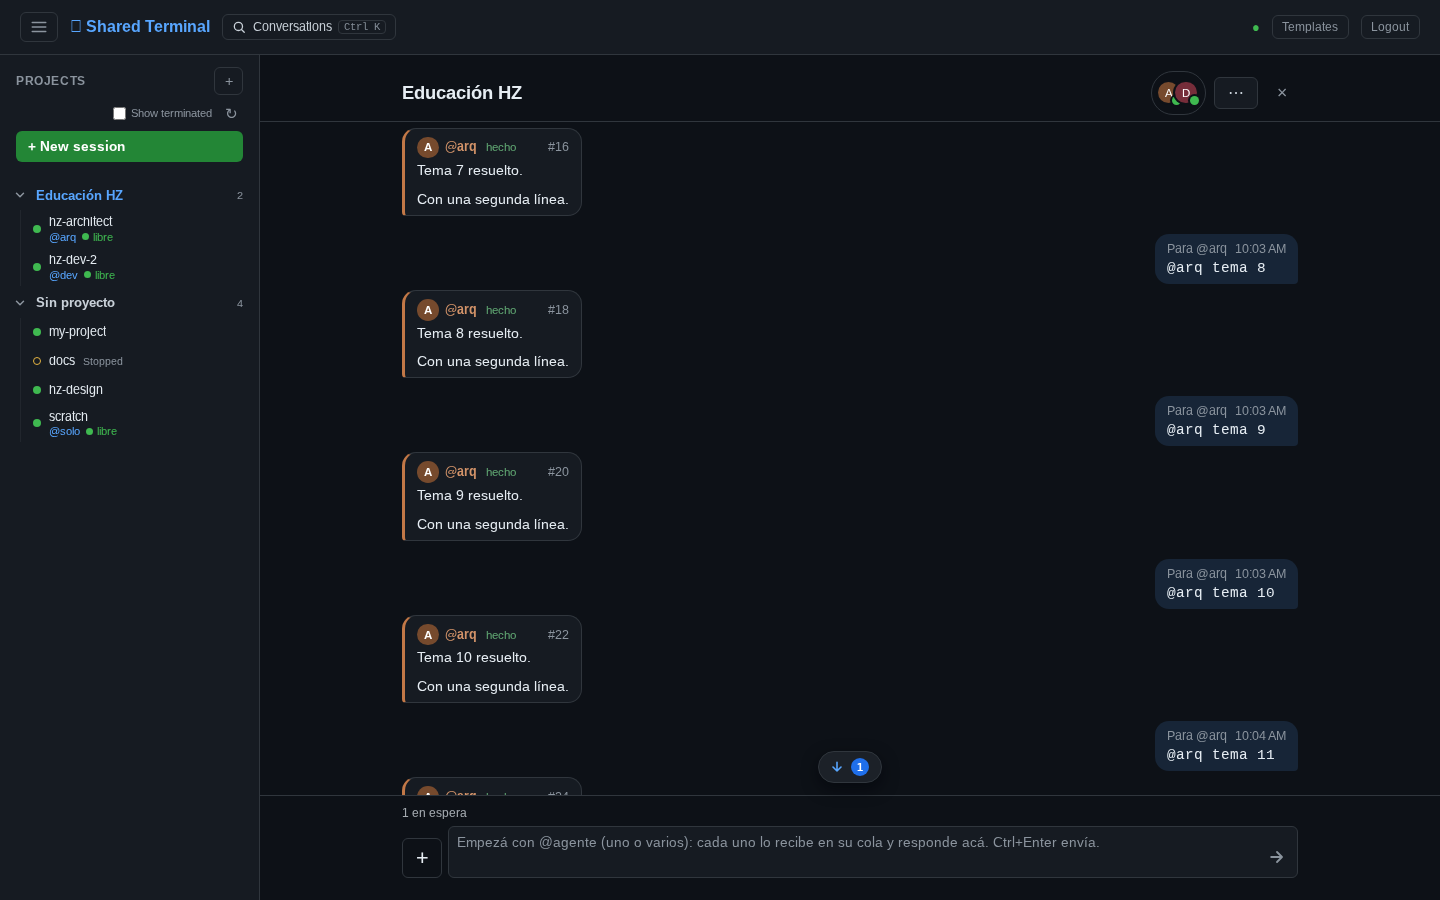 Shared Terminal
Conversations Ctrl K
Templates
Logout
PROJECTS
+
Show terminated ↻
+ New session
Educación HZ 2
hz-architect
@arq libre
hz-dev-2
@dev libre
Sin proyecto 4
my-project
docs Stopped
hz-design
scratch
@solo libre
Educación HZ
A D
⋯
×
A @arq hecho #16
Tema 7 resuelto.
Con una segunda línea.
Para @arq 10:03 AM
@arq tema 8
A @arq hecho #18
Tema 8 resuelto.
Con una segunda línea.
Para @arq 10:03 AM
@arq tema 9
A @arq hecho #20
Tema 9 resuelto.
Con una segunda línea.
Para @arq 10:03 AM
@arq tema 10
A @arq hecho #22
Tema 10 resuelto.
Con una segunda línea.
Para @arq 10:04 AM
@arq tema 11
1
1 en espera
+
Empezá con @agente (uno o varios): cada uno lo recibe en su cola y responde acá. Ctrl+Enter envía.